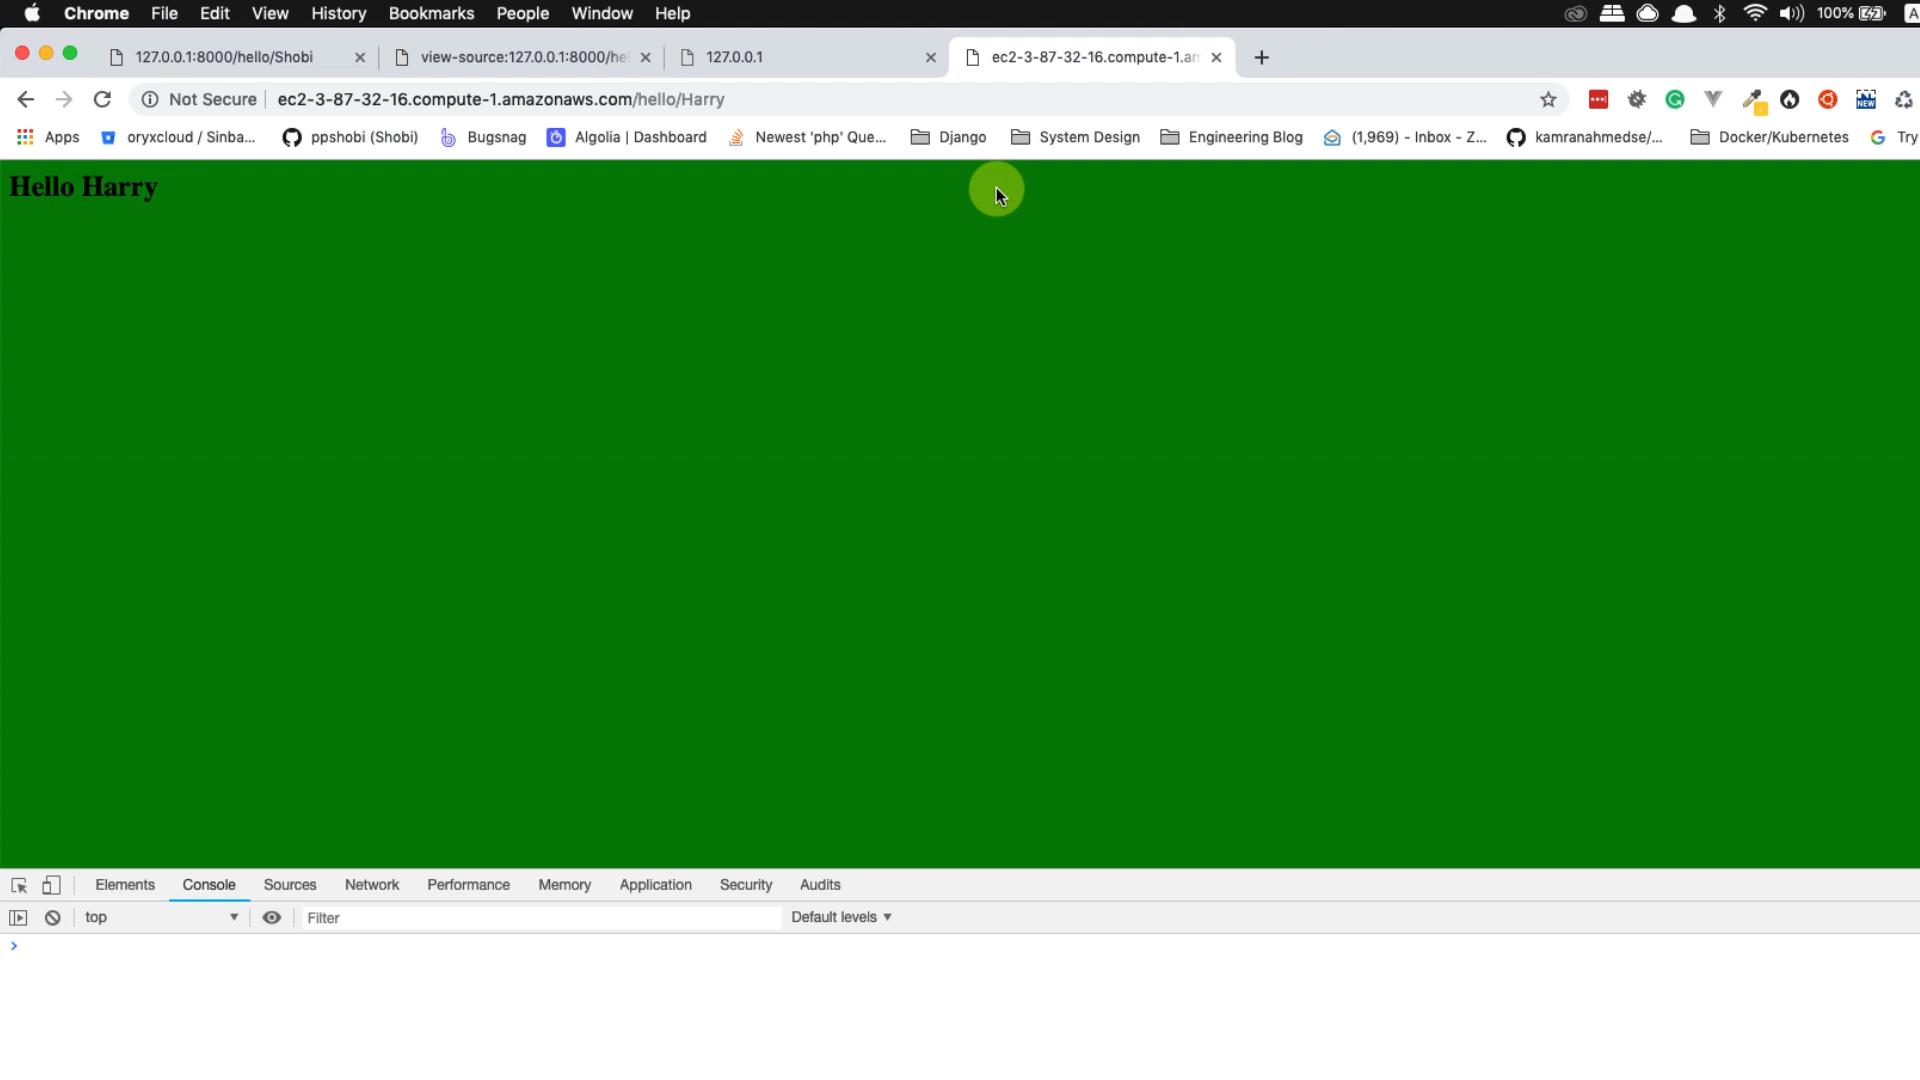 Chrome File Edit View History Bookmarks People Window Help 100%
127.0.0.1:8000/hello/Shobi view-source:127.0.0.1:8000/he 127.0.0.1 ec2-3-87-32-16.compute-1.am
Not Secure ec2-3-87-32-16.compute-1.amazonaws.com/hello/Harry NEW
Apps oryxcloud / Sinba... ppshobi (Shobi) Bugsnag Algolia | Dashboard Newest 'php' Que... Django System Design Engineering Blog (1,969) - Inbox - Z... kamranahmedse/... Docker/Kubernetes Try
Hello Harry
Elements Console Sources Network Performance Memory Application Security Audits
top Filter Default levels